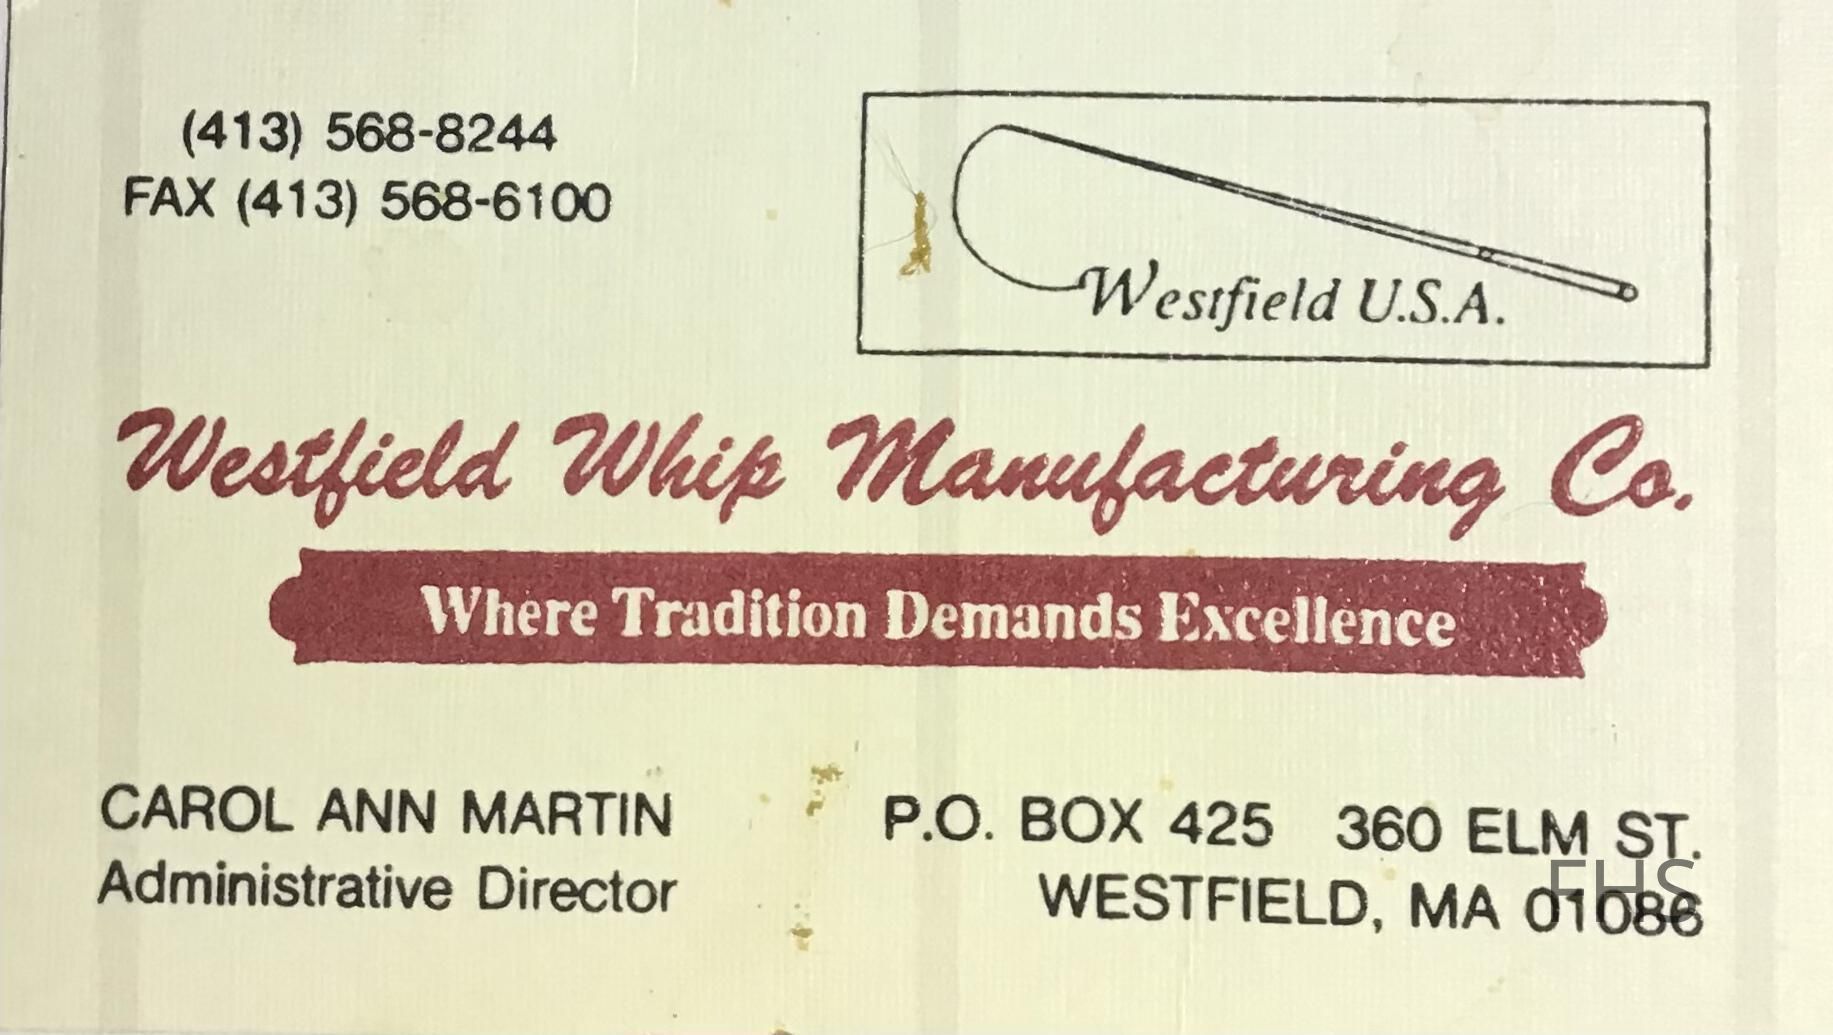 (413) 568-8244
FAX (413) 568-6100
Westfield U.S.A.
Westfield Whip Manufacturing Co.
Where Tradition Demands Excellence
CAROL ANN MARTIN
Administrative Director
P.O. BOX 425 360 ELM ST.
WESTFIELD, MA 01086
FHS